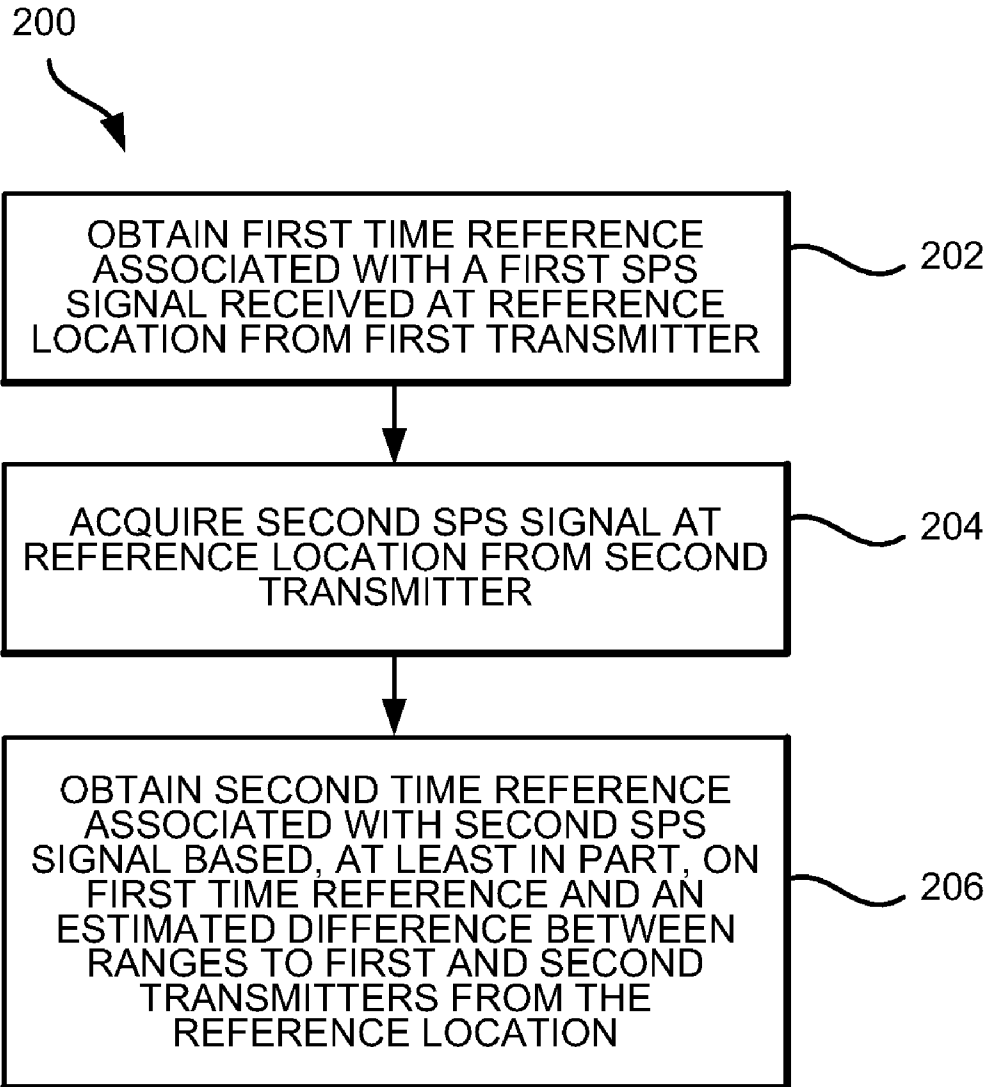 200
OBTAIN FIRST TIME REFERENCE
ASSOCIATED WITH A FIRST SPS
SIGNAL RECEIVED AT REFERENCE
LOCATION FROM FIRST TRANSMITTER
202
ACQUIRE SECOND SPS SIGNAL AT
REFERENCE LOCATION FROM SECOND
TRANSMITTER
204
OBTAIN SECOND TIME REFERENCE
ASSOCIATED WITH SECOND SPS
SIGNAL BASED, AT LEAST IN PART, ON
FIRST TIME REFERENCE AND AN
ESTIMATED DIFFERENCE BETWEEN
RANGES TO FIRST AND SECOND
TRANSMITTERS FROM THE
REFERENCE LOCATION
206